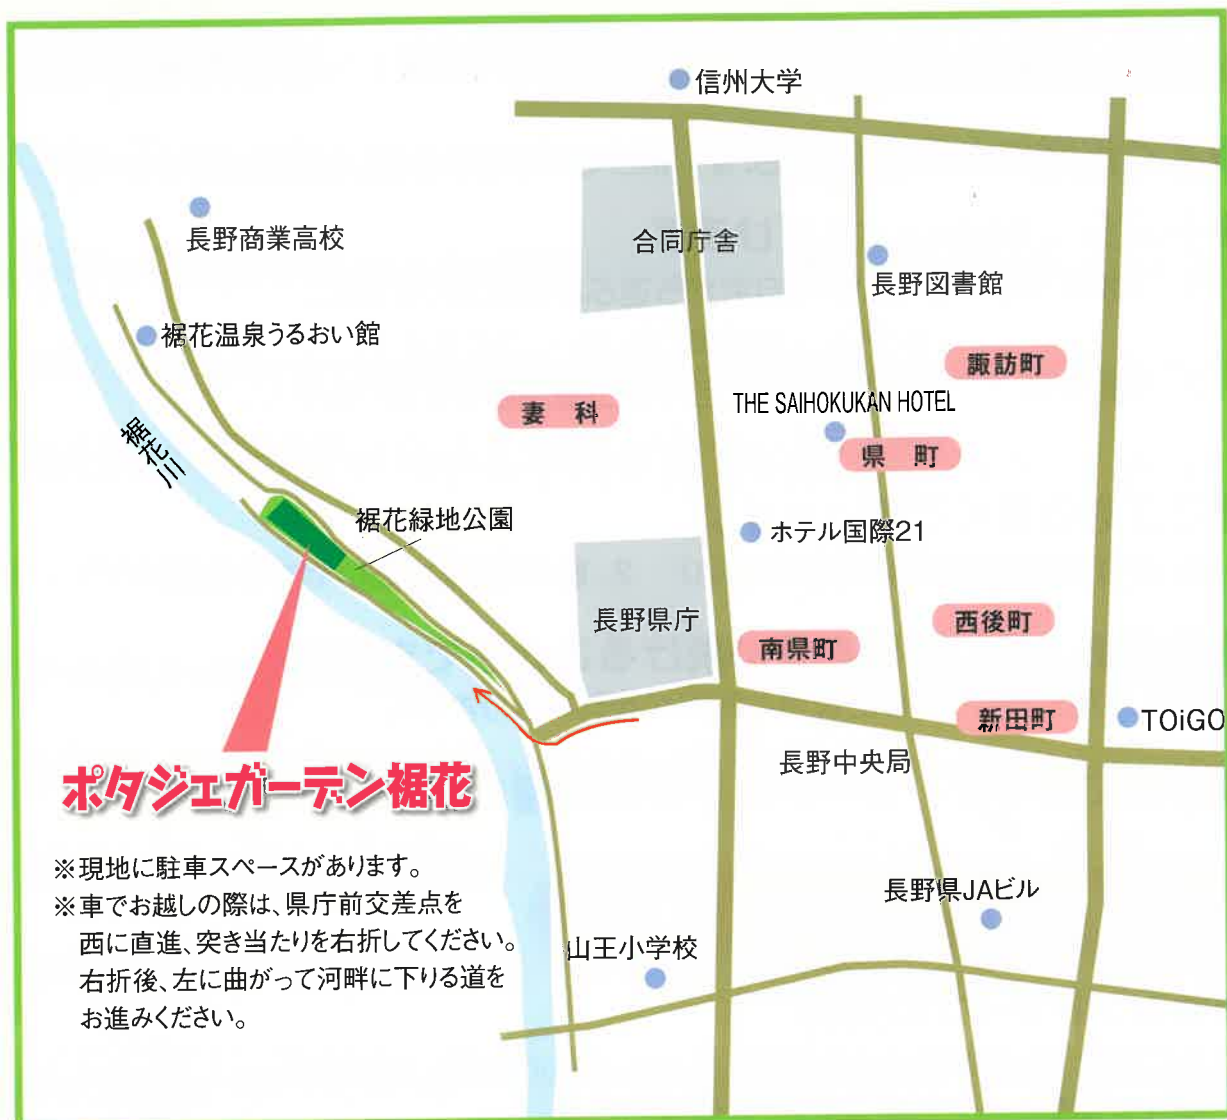 信州大学
長野商業高校
合同庁舎
長野図書館
裾花温泉うるおい館
諏訪町
THE SAIHOKUKAN HOTEL
妻　科
県　町
裾花川
裾花緑地公園
ホテル国際21
長野県庁
西後町
南県町
新田町
TOiGO
長野中央局
ポタジェガーデン裾花
※現地に駐車スペースがあります。
※車でお越しの際は、県庁前交差点を
西に直進、突き当たりを右折してください。
右折後、左に曲がって河畔に下りる道を
お進みください。
長野県JAビル
山王小学校